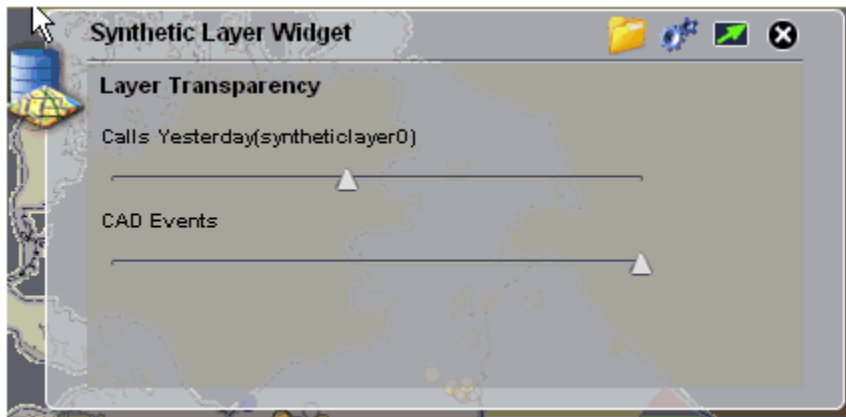 Synthetic Layer Widget
Layer Transparency
Calls Yesterday(syntheticlayer0)
CAD Events